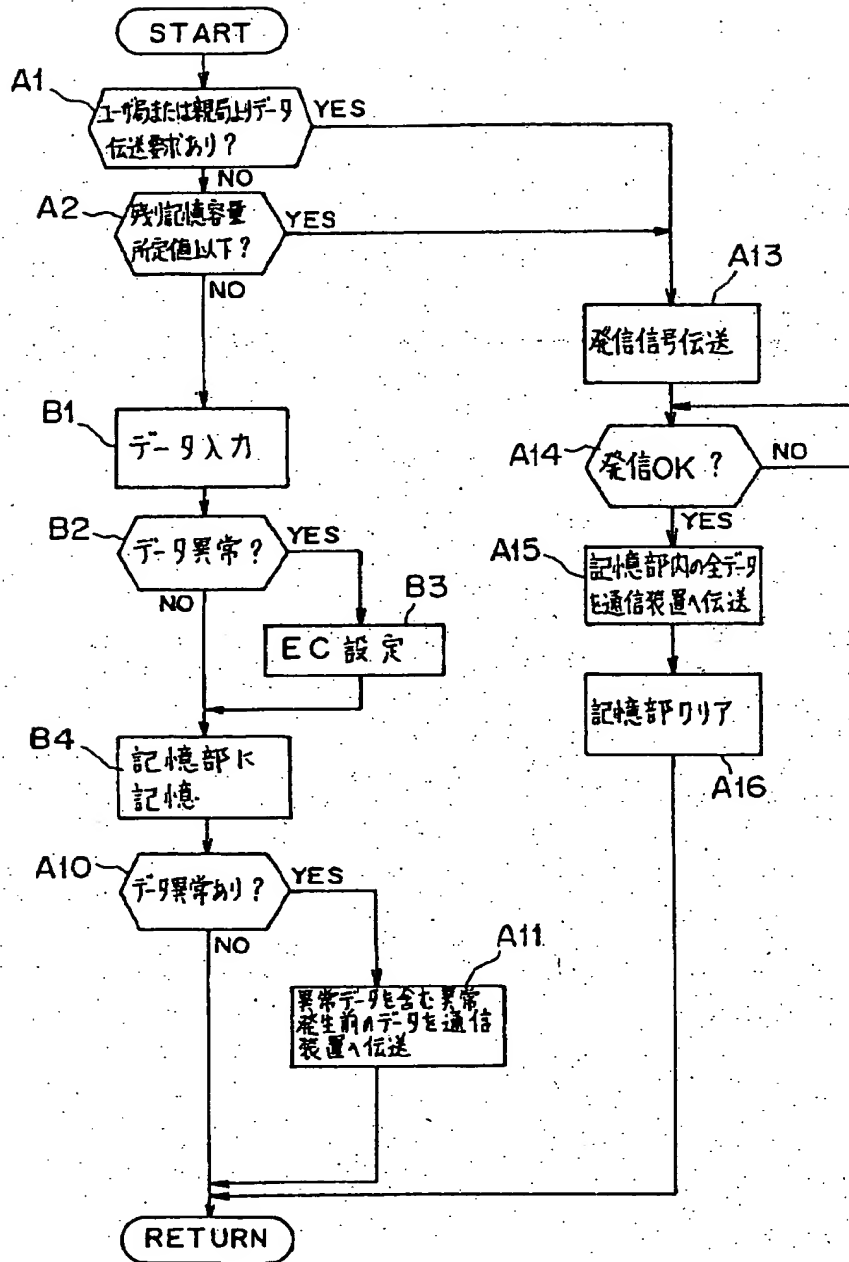 START
A1
ユーザ局または親局よりデータ
伝送要求あり？
YES
NO
A2
残り記憶容量
所定値以下？
YES
NO
A13
発信信号伝送
B1
データ入力
A14
発信OK？
NO
YES
B2
データ異常？
YES
NO
A15
記憶部内の全データ
を通信装置へ伝送
B3
EC設定
記憶部クリア
A16
B4
記憶部に
記憶
A10
データ異常あり？
YES
NO
A11
異常データを含む異常
発生前のデータを通信
装置へ伝送
RETURN